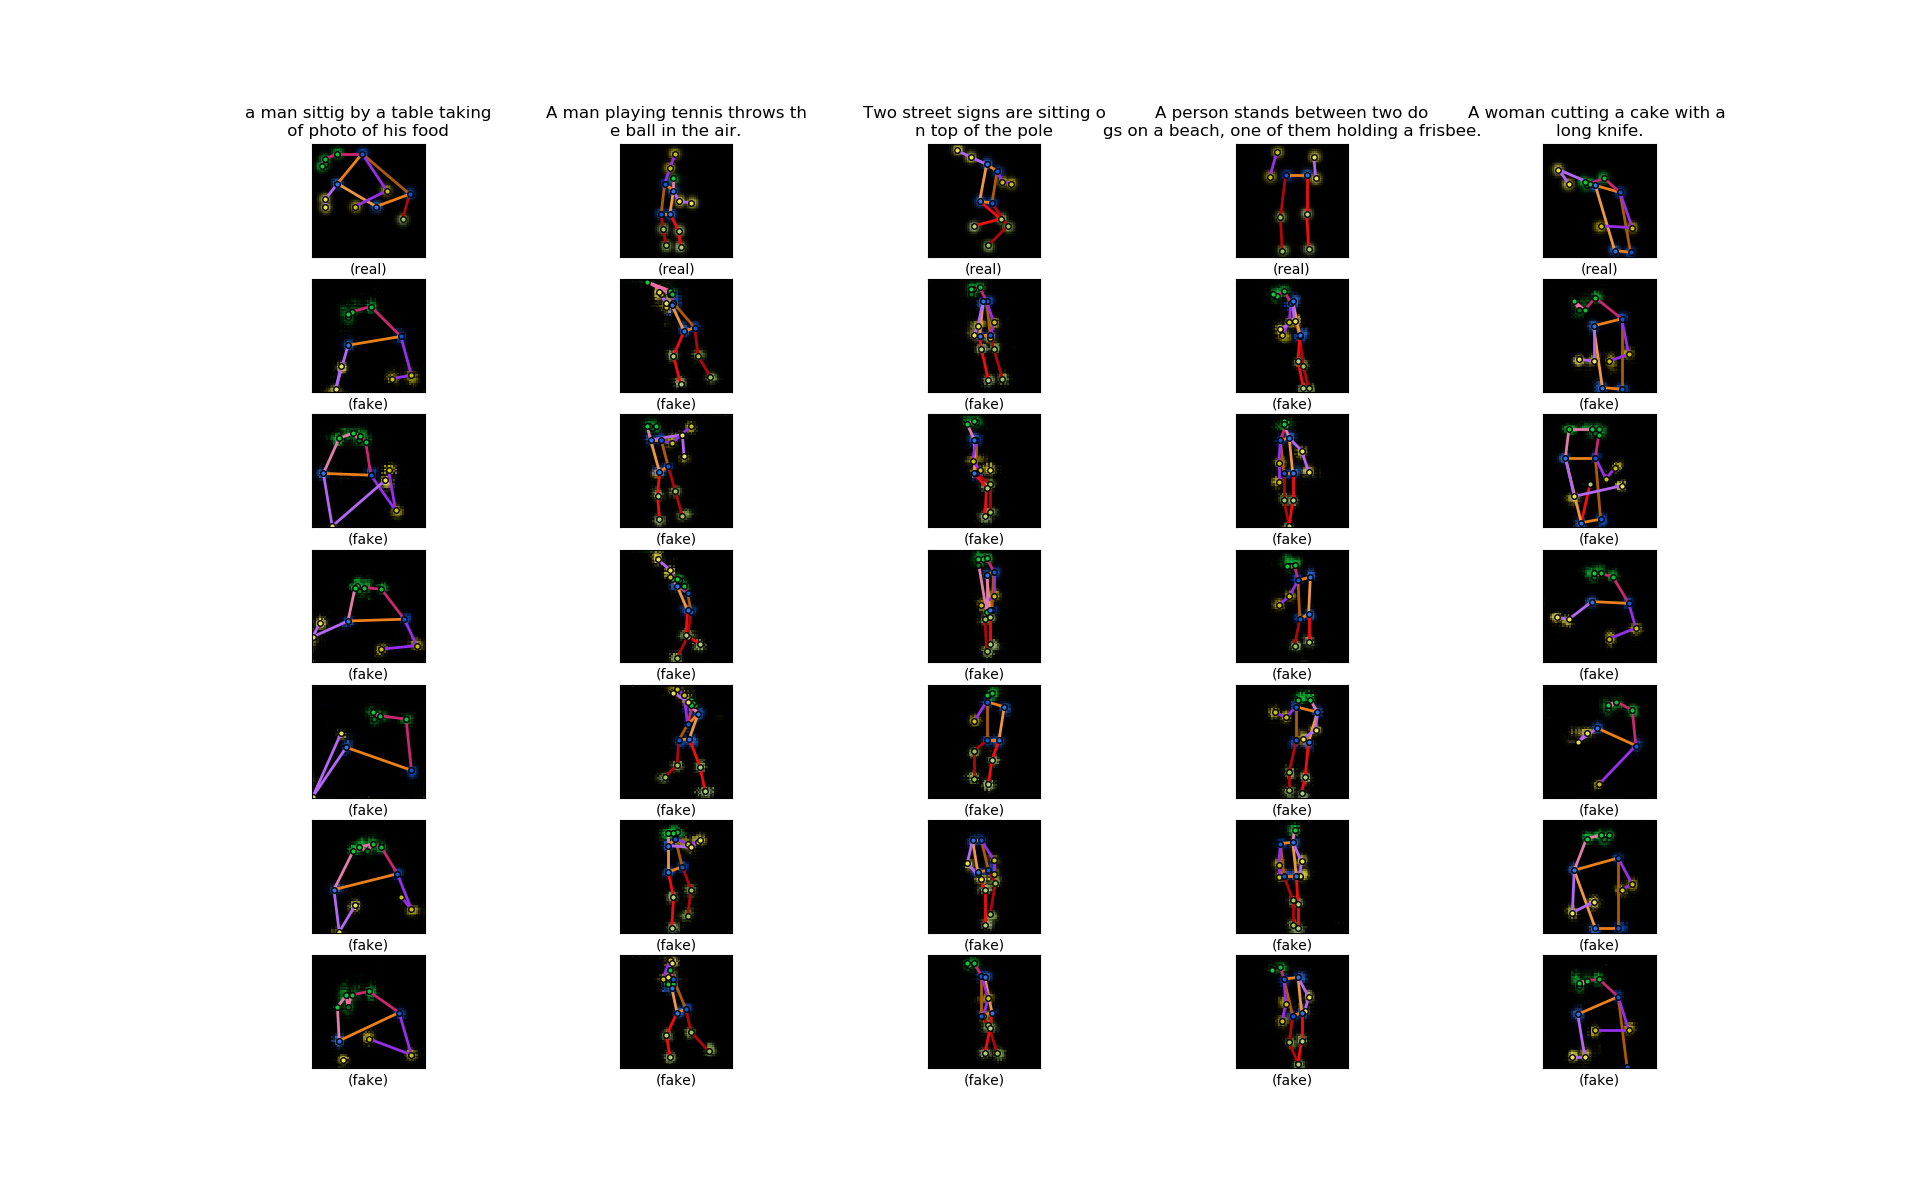 a man sittig by a table taking
of photo of his food
A man playing tennis throws th
e ball in the air.
Two street signs are sitting o
n top of the pole
A person stands between two do
gs on a beach, one of them holding a frisbee.
A woman cutting a cake with a
long knife.
(real) (real) (real) (real) (real)
(fake) (fake) (fake) (fake) (fake)
(fake) (fake) (fake) (fake) (fake)
(fake) (fake) (fake) (fake) (fake)
(fake) (fake) (fake) (fake) (fake)
(fake) (fake) (fake) (fake) (fake)
(fake) (fake) (fake) (fake) (fake)